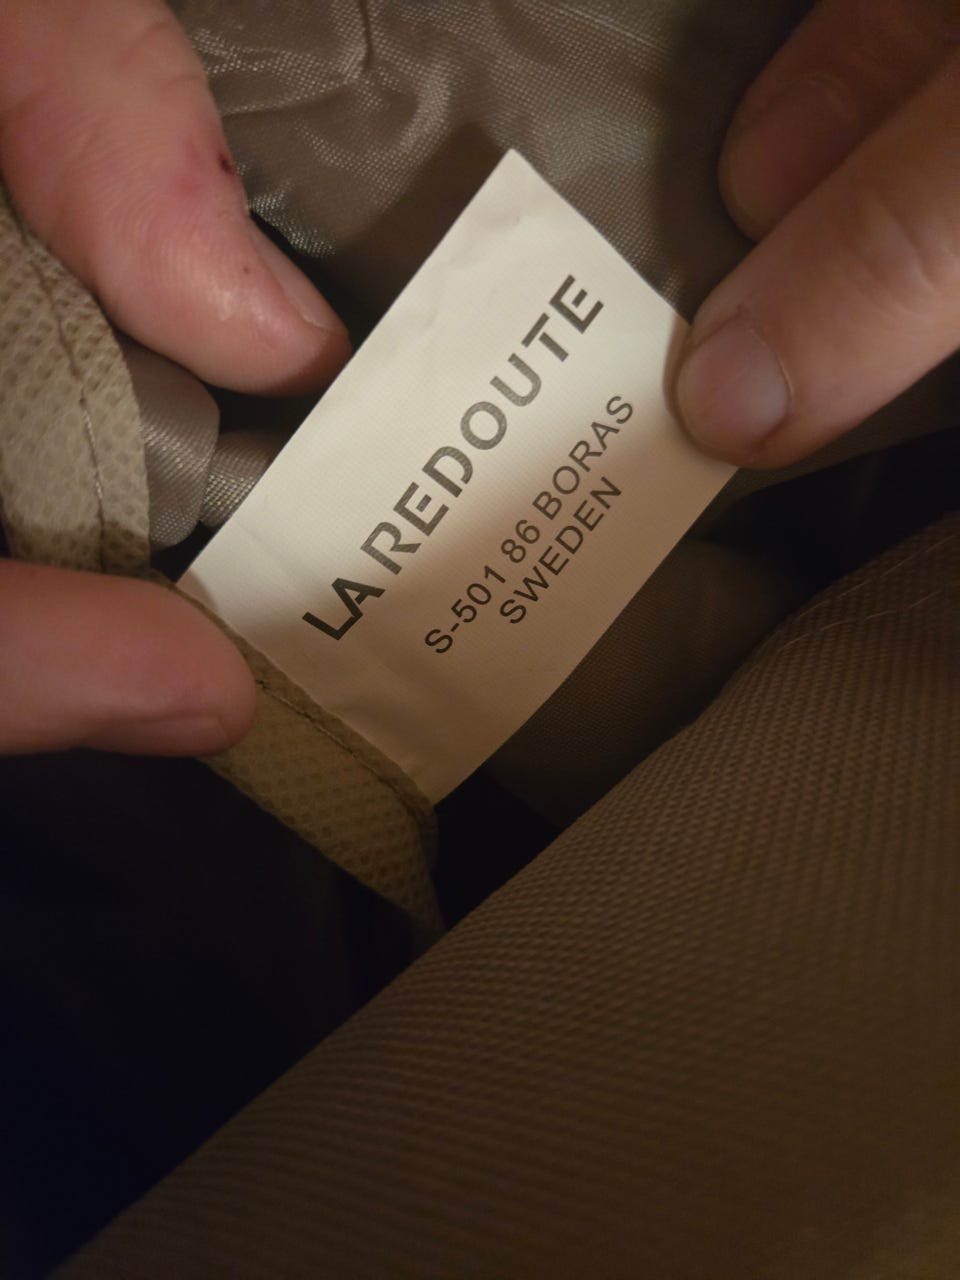 LA REDOUTE
S-501 86 BORAS
SWEDEN